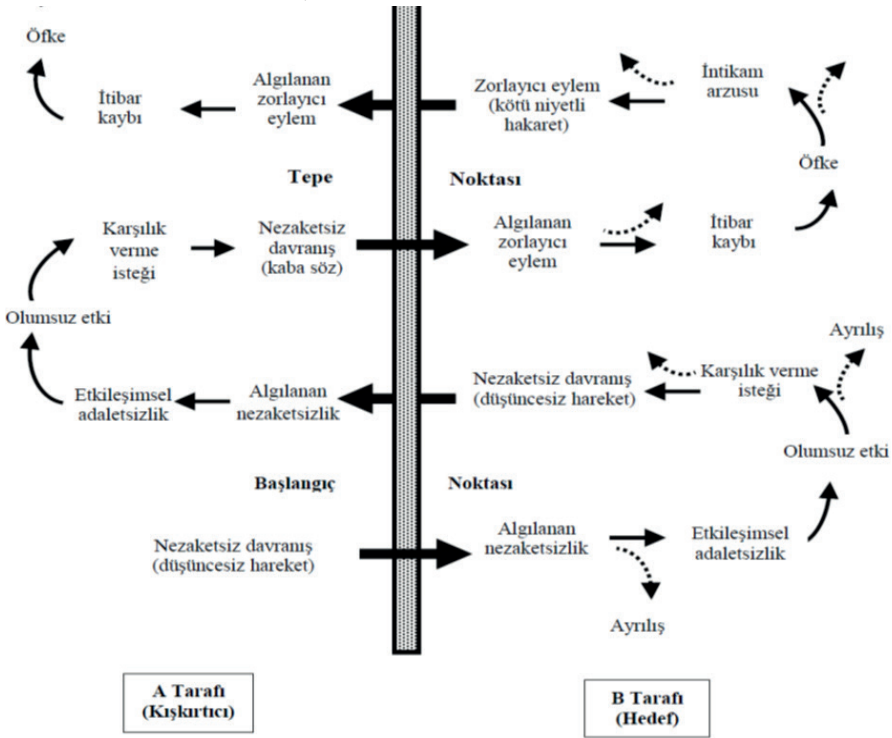 Öfke
İtibar
kaybı
Algılanan
zorlayıcı
eylem
Zorlayıcı eylem
(kötü niyetli
hakaret)
İntikam
arzusu
Öfke
Tepe
Noktası
Karşılık
verme
isteği
Nezaketsiz
davranış
(kaba söz)
Algılanan
zorlayıcı
eylem
İtibar
kaybı
Olumsuz etki
Ayrılış
Etkileşimsel
adaletsizlik
Algılanan
nezaketsizlik
Nezaketsiz davranış
(düşüncesiz hareket)
Karşılık verme
isteği
Olumsuz etki
Başlangıç
Noktası
Nezaketsiz davranış
(düşüncesiz hareket)
Algılanan
nezaketsizlik
Etkileşimsel
adaletsizlik
Ayrılış
A Tarafı
(Kışkırtıcı)
B Tarafı
(Hedef)